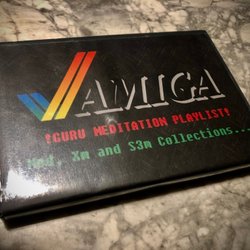 AMIGA
!GURU MEDITATION PLAYLIST!
Mod, Xm and S3m Collections...